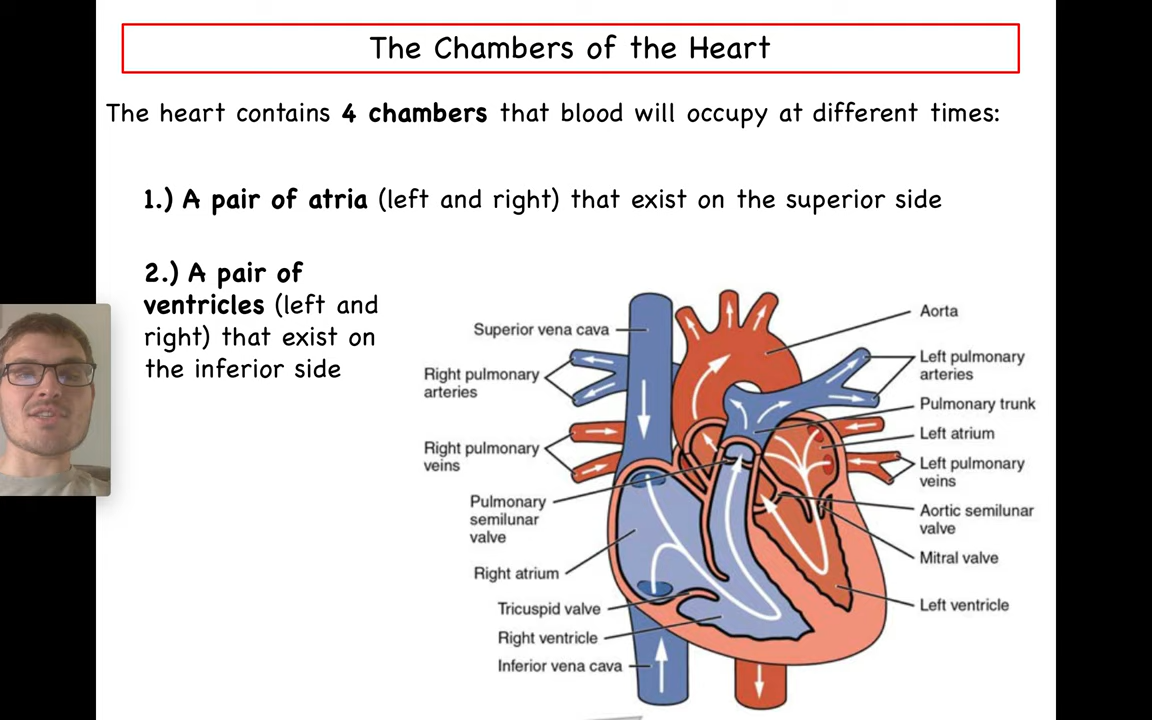 The Chambers of the Heart
The heart contains 4 chambers that blood will occupy at different times:
1.) A pair of atria (left and right) that exist on the superior side
2.) A pair of
ventricles (left and
right) that exist on
the inferior side
Superior vena cava
Right pulmonary
arteries
Right pulmonary
veins
Pulmonary
semilunar
valve
Right atrium
Tricuspid valve
Right ventricle
Inferior vena cava
Aorta
Left pulmonary
arteries
Pulmonary trunk
Left atrium
Left pulmonary
veins
Aortic semilunar
valve
Mitral valve
Left ventricle